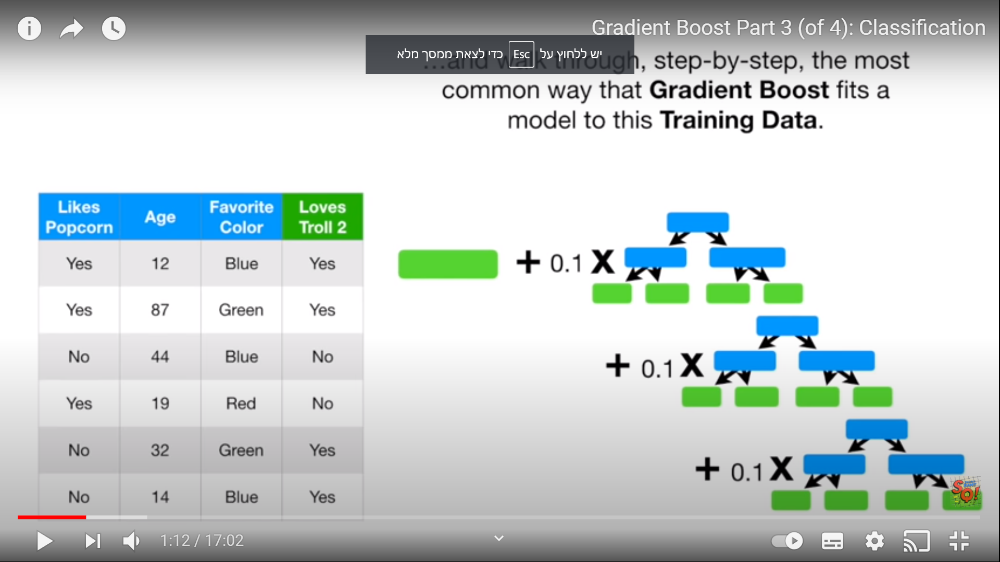 Gradient Boost Part 3 (of 4): Classification
יש ללחוץ על Esc כדי לצאת ממסך מלא
...and walk through, step-by-step, the most
common way that Gradient Boost fits a
model to this Training Data.
Likes Popcorn Age Favorite Color Loves Troll 2
Yes 12 Blue Yes
Yes 87 Green Yes
No 44 Blue No
Yes 19 Red No
No 32 Green Yes
No 14 Blue Yes
+ 0.1 X
+ 0.1 X
+ 0.1 X
SQ!
1:12 / 17:02